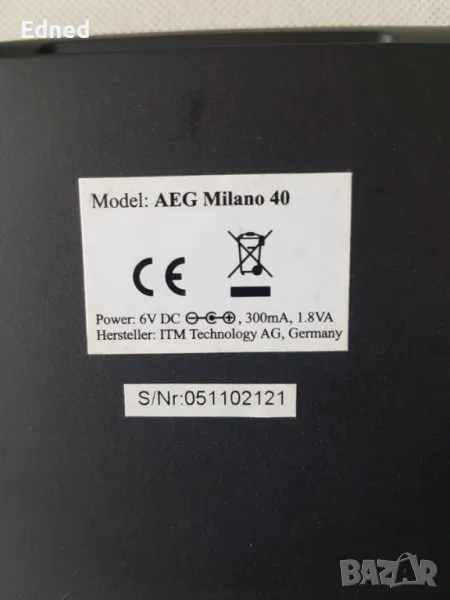 Edned
Model: AEG Milano 40
CE
Power: 6V DC ⊖-C-⊕, 300mA, 1.8VA
Hersteller: ITM Technology AG, Germany
S/Nr:051102121
BAZAR